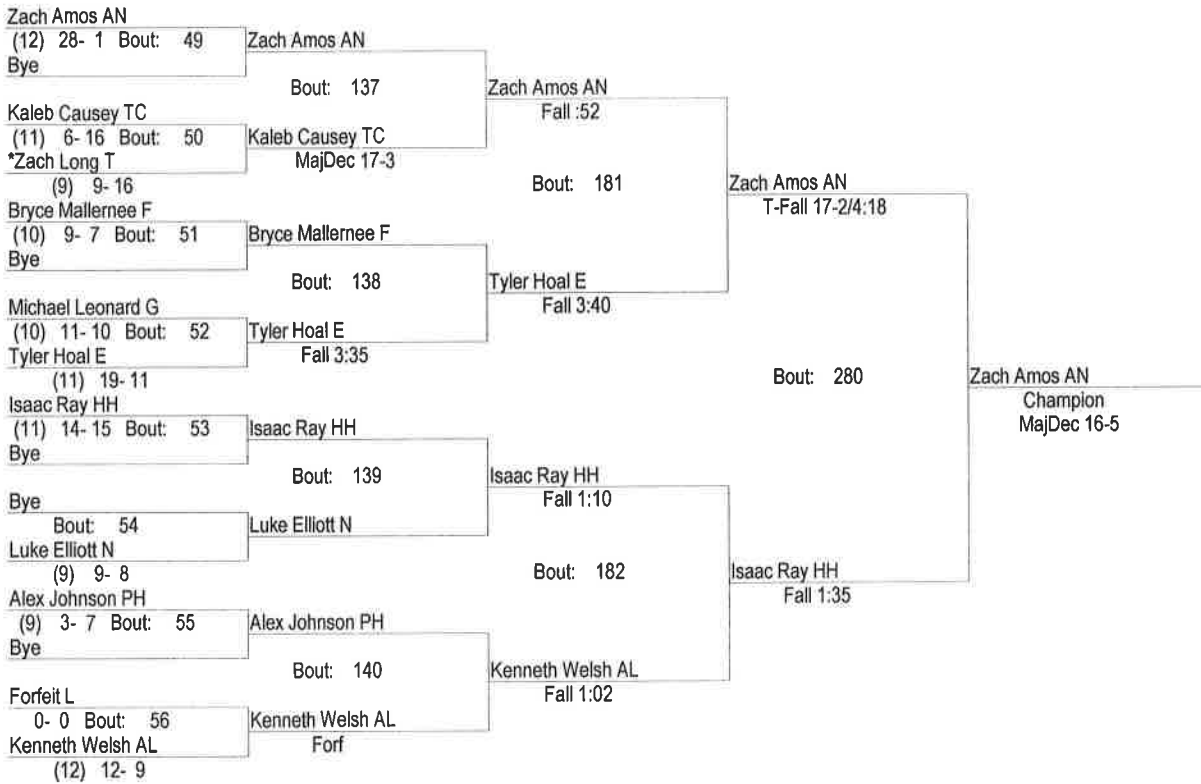 Zach Amos AN
(12) 28- 1 Bout: 49
Bye
Zach Amos AN
Bout: 137
Kaleb Causey TC
(11) 6- 16 Bout: 50
*Zach Long T
(9) 9- 16
Kaleb Causey TC
MajDec 17-3
Zach Amos AN
Fall :52
Bout: 181
Bryce Mallernee F
(10) 9- 7 Bout: 51
Bye
Bryce Mallernee F
Bout: 138
Michael Leonard G
(10) 11- 10 Bout: 52
Tyler Hoal E
(11) 19- 11
Tyler Hoal E
Fall 3:35
Tyler Hoal E
Fall 3:40
Zach Amos AN
T-Fall 17-2/4:18
Bout: 280
Isaac Ray HH
(11) 14- 15 Bout: 53
Bye
Isaac Ray HH
Bout: 139
Bye
Bout: 54
Luke Elliott N
(9) 9- 8
Luke Elliott N
Isaac Ray HH
Fall 1:10
Bout: 182
Alex Johnson PH
(9) 3- 7 Bout: 55
Bye
Alex Johnson PH
Bout: 140
Forfeit L
0- 0 Bout: 56
Kenneth Welsh AL
(12) 12- 9
Kenneth Welsh AL
Forf
Kenneth Welsh AL
Fall 1:02
Isaac Ray HH
Fall 1:35
Zach Amos AN
Champion
MajDec 16-5